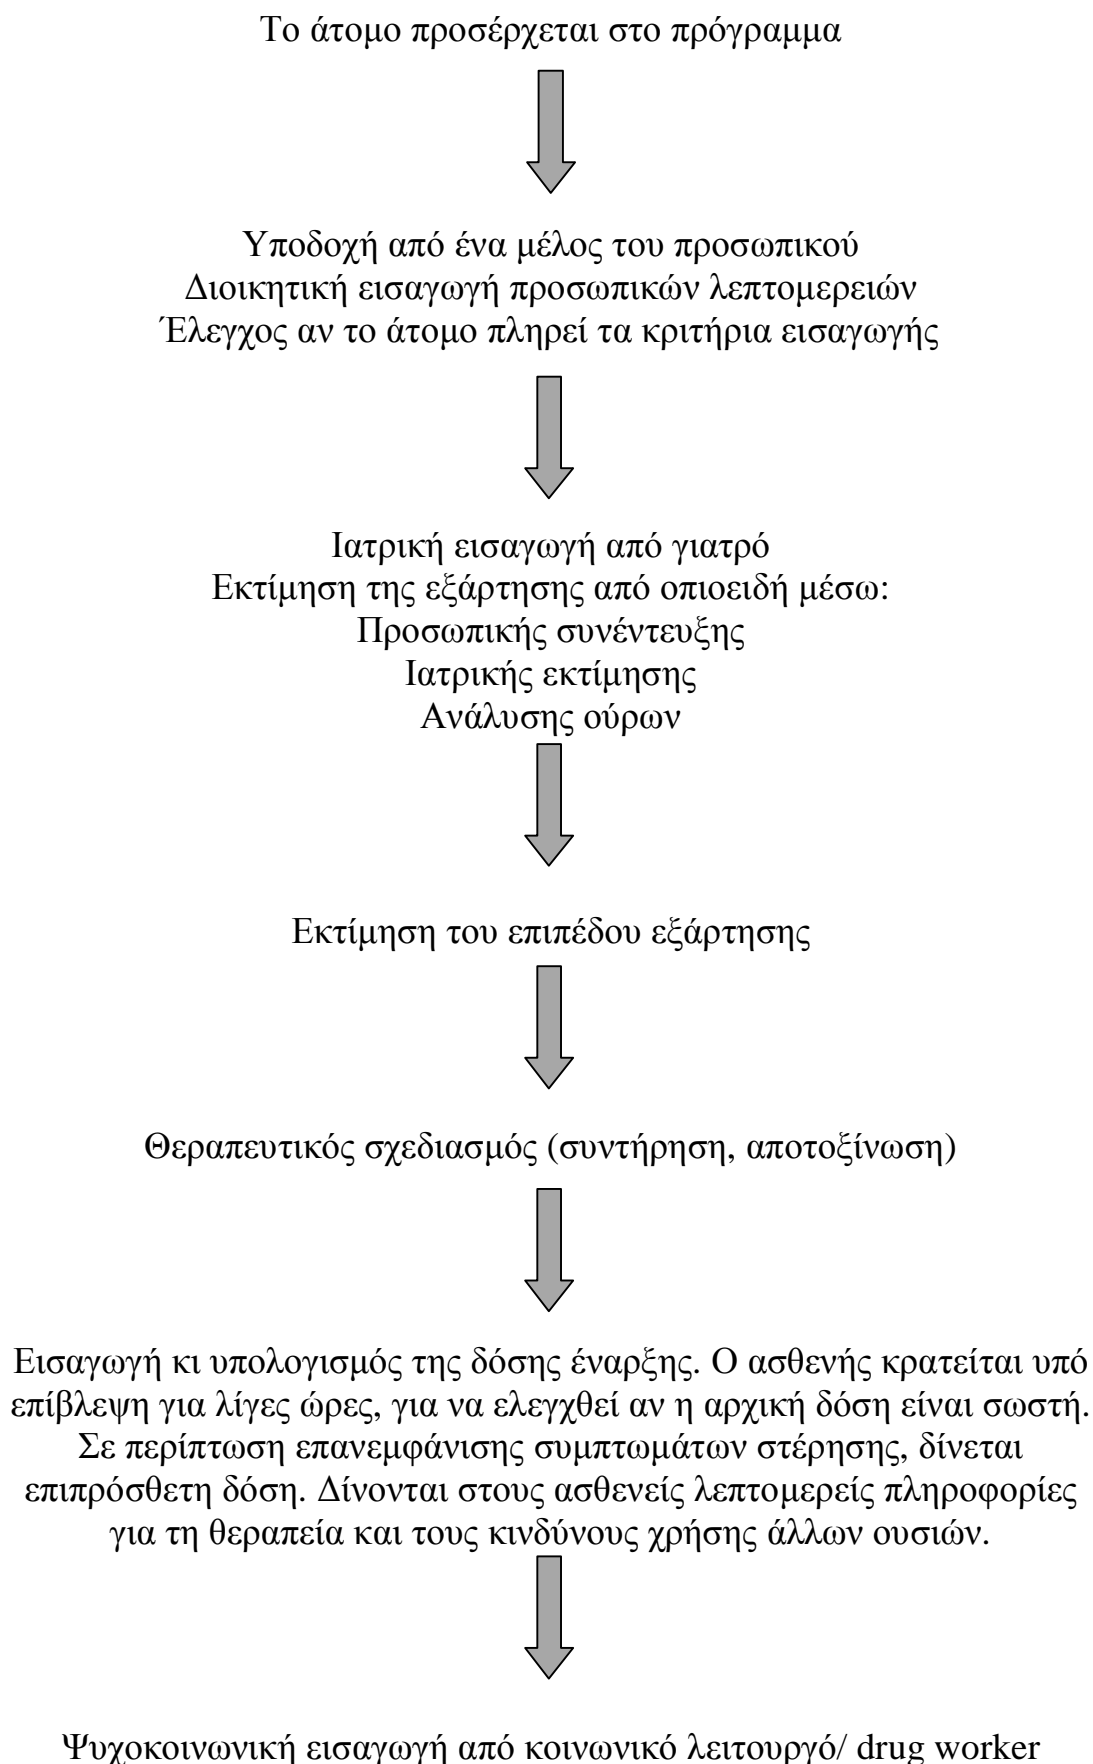 Το άτομο προσέρχεται στο πρόγραμμα
Υποδοχή από ένα μέλος του προσωπικού
Διοικητική εισαγωγή προσωπικών λεπτομερειών
Έλεγχος αν το άτομο πληρεί τα κριτήρια εισαγωγής
Ιατρική εισαγωγή από γιατρό
Εκτίμηση της εξάρτησης από οπιοειδή μέσω:
Προσωπικής συνέντευξης
Ιατρικής εκτίμησης
Ανάλυσης ούρων
Εκτίμηση του επιπέδου εξάρτησης
Θεραπευτικός σχεδιασμός (συντήρηση, αποτοξίνωση)
Εισαγωγή κι υπολογισμός της δόσης έναρξης. Ο ασθενής κρατείται υπό
επίβλεψη για λίγες ώρες, για να ελεγχθεί αν η αρχική δόση είναι σωστή.
Σε περίπτωση επανεμφάνισης συμπτωμάτων στέρησης, δίνεται
επιπρόσθετη δόση. Δίνονται στους ασθενείς λεπτομερείς πληροφορίες
για τη θεραπεία και τους κινδύνους χρήσης άλλων ουσιών.
Ψυχοκοινωνική εισαγωγή από κοινωνικό λειτουργό/ drug worker